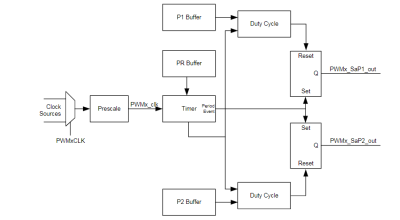 P1 Buffer
Duty Cycle
PR Buffer
Reset
Q
PWMx_SaP1_out
Set
Clock
Sources
Prescale
PWMx_clk
Timer
Period
Event
PWMxCLK
Set
Q
PWMx_SaP2_out
Reset
P2 Buffer
Duty Cycle